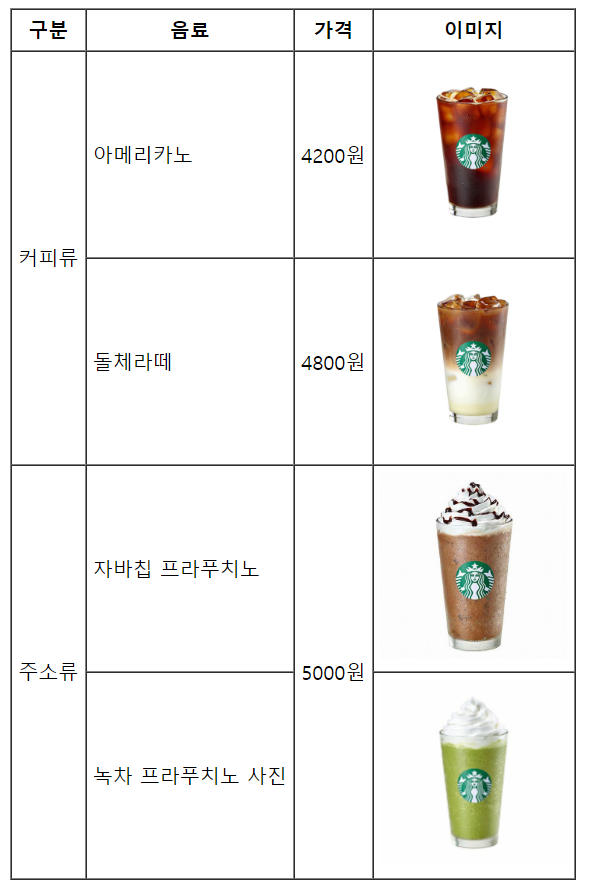 구분 음료 가격 이미지
커피류
아메리카노 4200원
돌체라떼 4800원
주소류
자바칩 프라푸치노
5000원
녹차 프라푸치노 사진